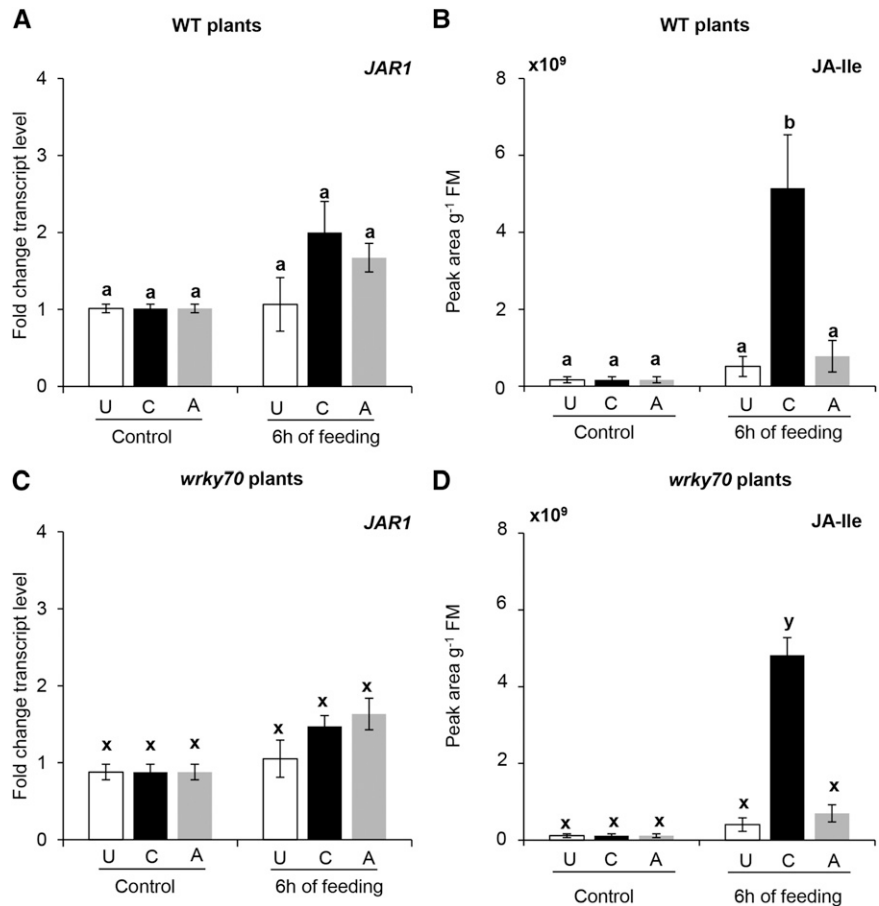 A
WT plants
JAR1
Fold change transcript level
4
3
2
1
0
a a a a a a
U C A U C A
Control 6h of feeding
B
WT plants
x10⁹
JA-Ile
Peak area g⁻¹ FM
8
6
4
2
0
a a a a b a
U C A U C A
Control 6h of feeding
C
wrky70 plants
JAR1
Fold change transcript level
4
3
2
1
0
x x x x x x
U C A U C A
Control 6h of feeding
D
wrky70 plants
x10⁹
JA-Ile
Peak area g⁻¹ FM
8
6
4
2
0
x x x x y x
U C A U C A
Control 6h of feeding